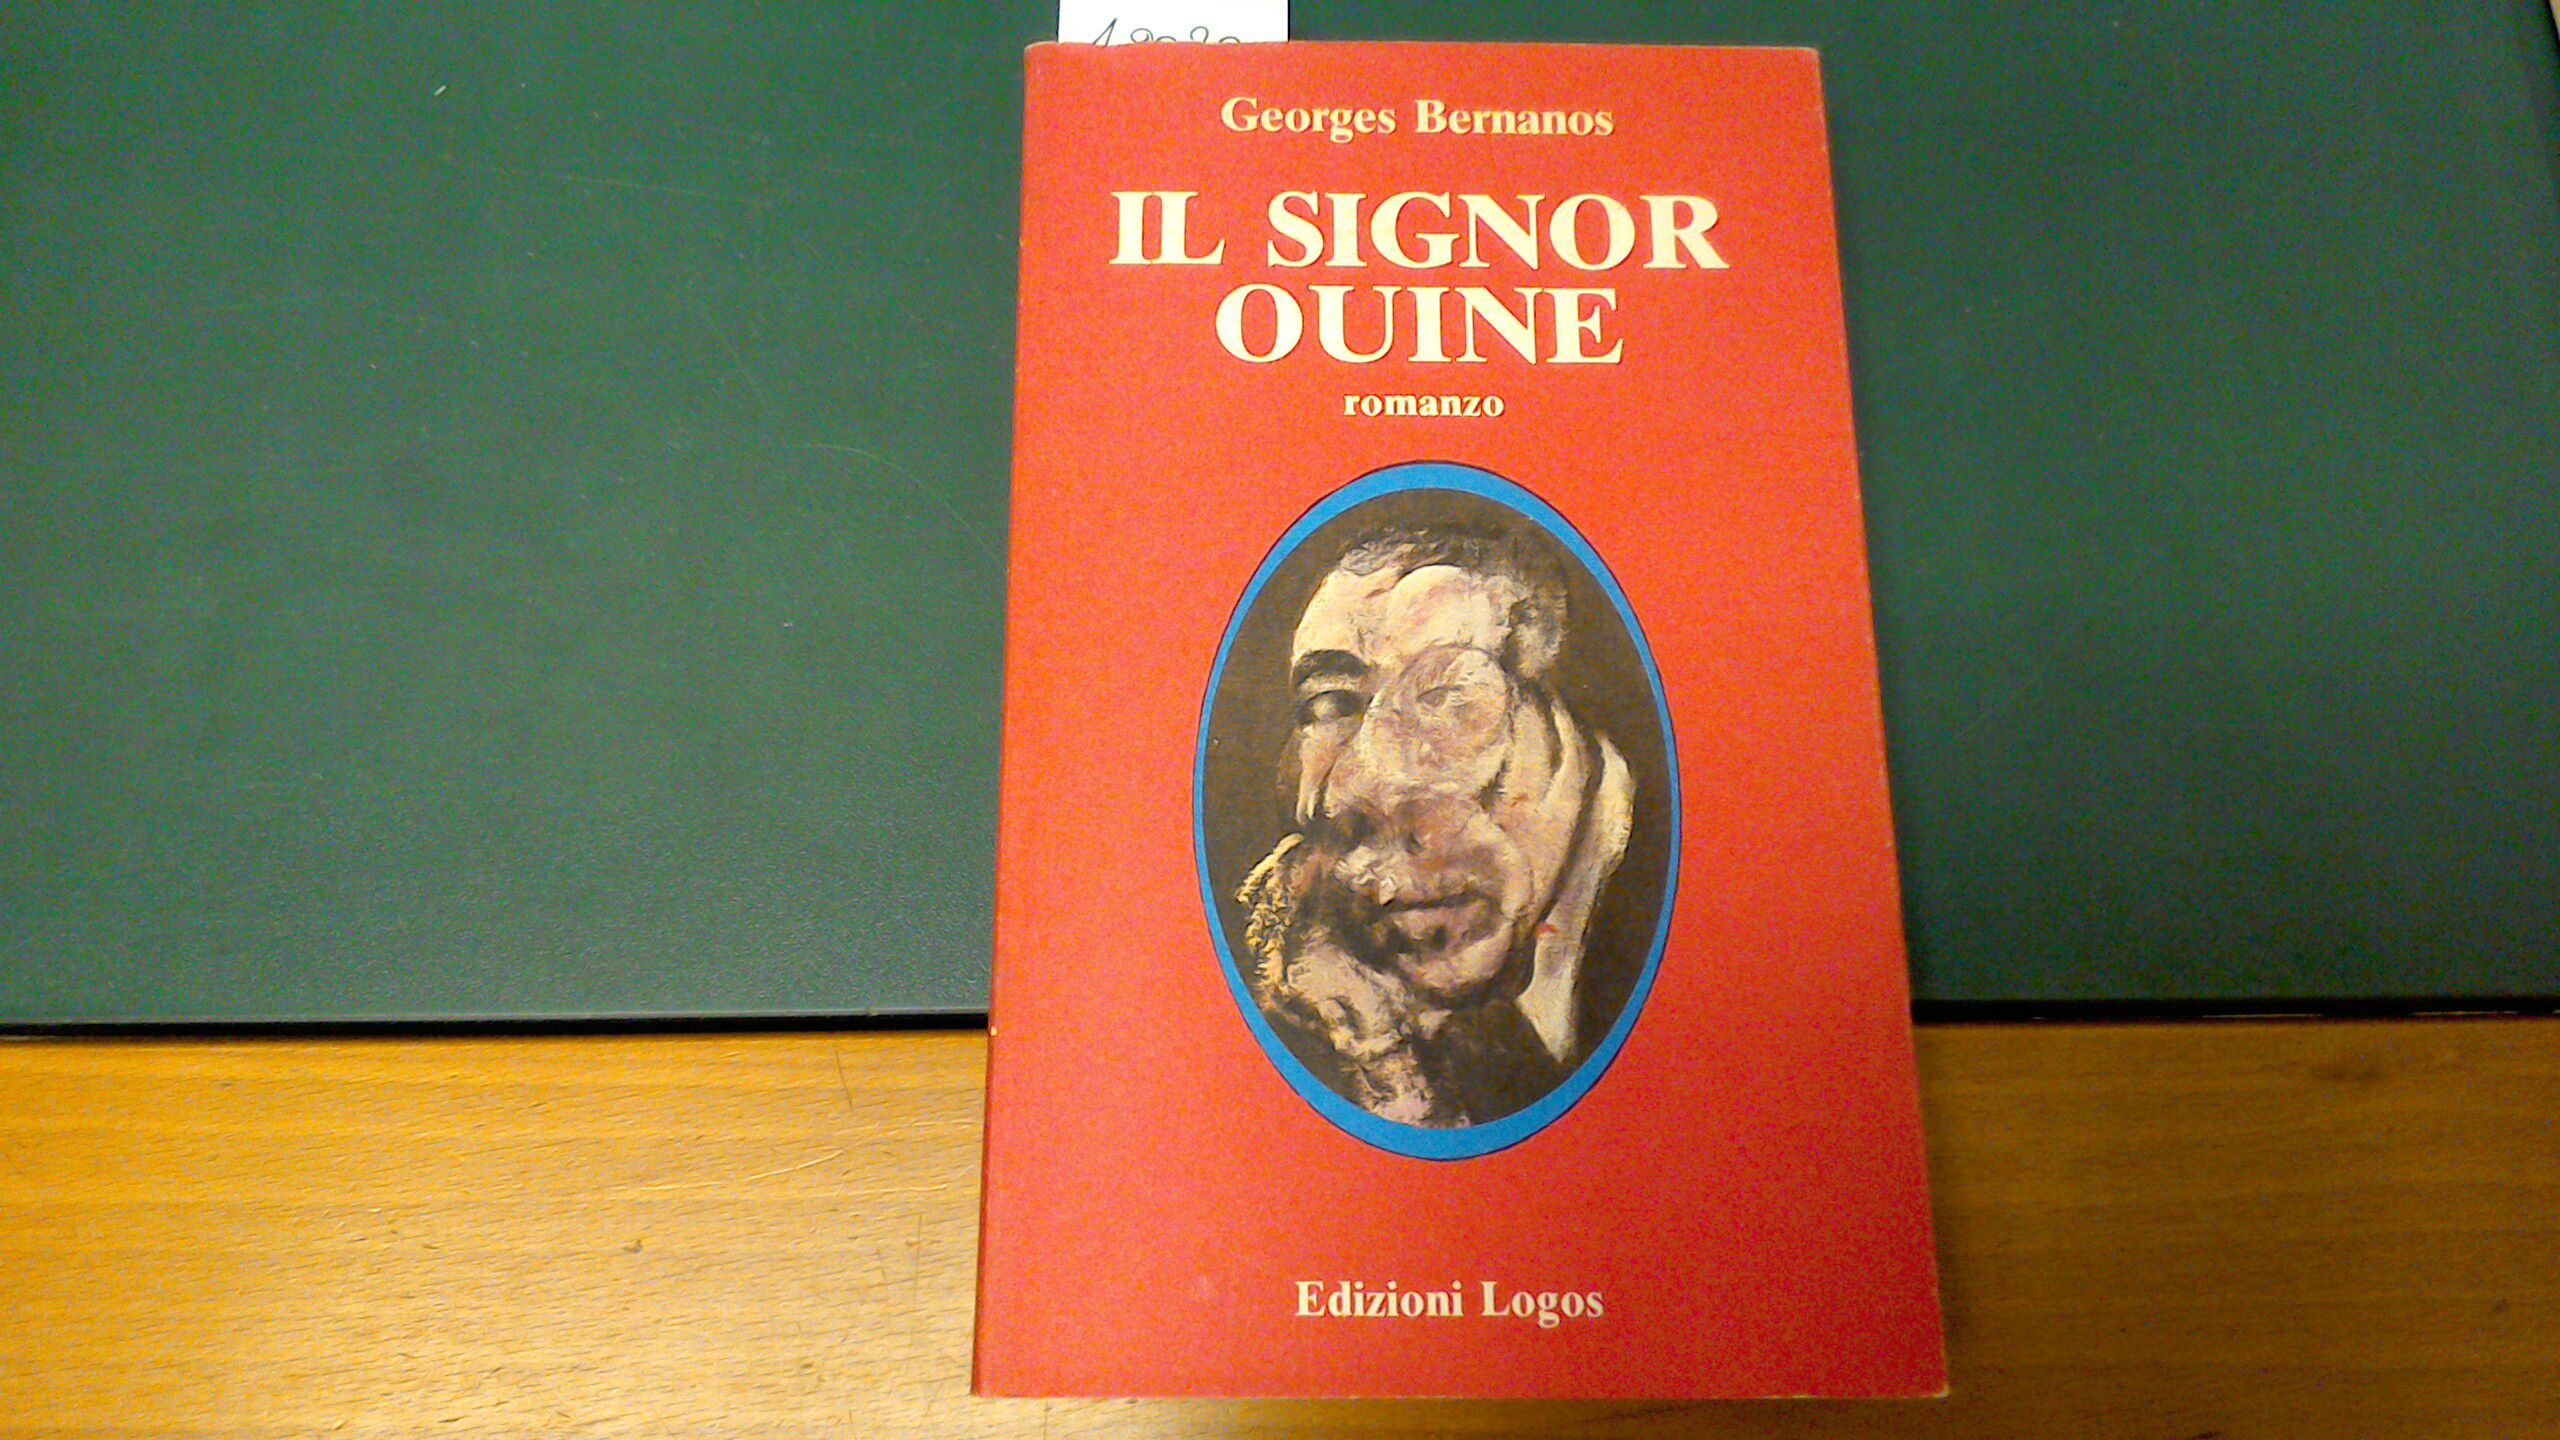 Georges Bernanos
IL SIGNOR
OUINE
romanzo
Edizioni Logos